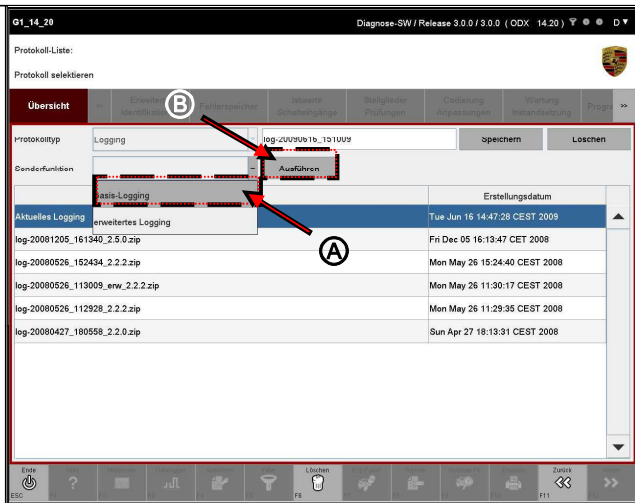 G1_14_20 Diagnose-SW / Release 3.0.0 / 3.0.0 ( ODX 14.20 ) D
Protokoll-Liste:
Protokoll selektieren
Übersicht Erweiterte Identifikation Fehlerspeicher Istwerte Schalteingänge Stellglieder Prüfungen Codierung Anpassungen Wartung Instandsetzung
B
Protokolltyp Logging log-20090616_151009 Speichern Löschen
Sonderfunktion Ausführen
Basis-Logging
erweitertes Logging
A
Erstellungsdatum
Aktuelles Logging Tue Jun 16 14:47:28 CEST 2009
log-20081205_161340_2.5.0.zip Fri Dec 05 16:13:47 CET 2008
log-20080526_152434_2.2.2.zip Mon May 26 15:24:40 CEST 2008
log-20080526_113009_erw_2.2.2.zip Mon May 26 11:30:17 CEST 2008
log-20080526_112928_2.2.2.zip Mon May 26 11:29:35 CEST 2008
log-20080427_180558_2.2.0.zip Sun Apr 27 18:13:31 CEST 2008
Ende Löschen Zurück
ESC F8 F11